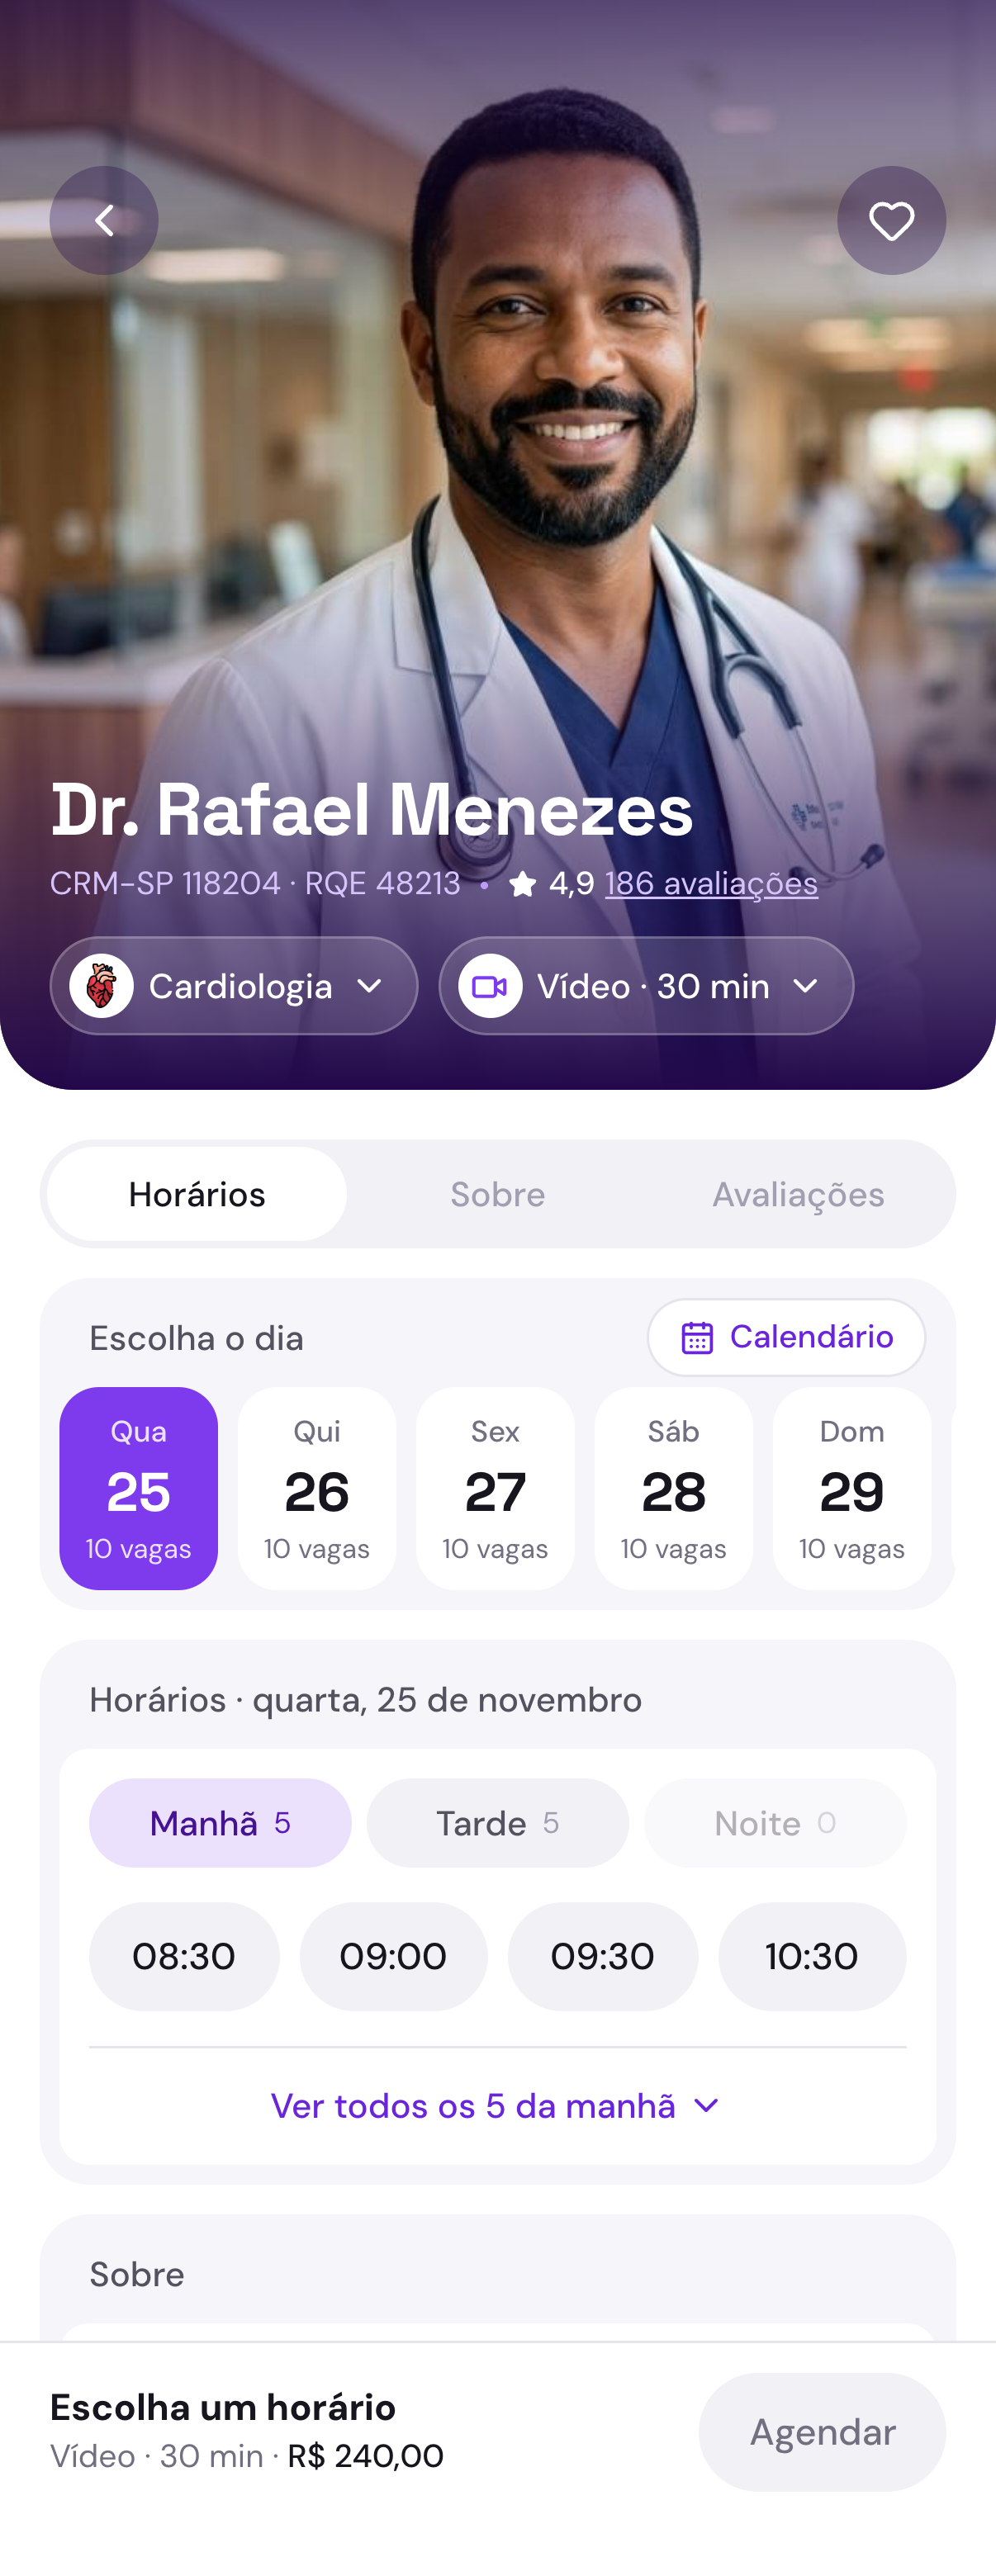 Dr. Rafael Menezes
CRM-SP 118204 · RQE 48213 • 4,9 186 avaliações
Cardiologia Vídeo · 30 min
Horários Sobre Avaliações
Escolha o dia Calendário
Qua Qui Sex Sáb Dom
25 26 27 28 29
10 vagas 10 vagas 10 vagas 10 vagas 10 vagas
Horários · quarta, 25 de novembro
Manhã 5 Tarde 5 Noite 0
08:30 09:00 09:30 10:30
Ver todos os 5 da manhã
Sobre
Escolha um horário
Vídeo · 30 min · R$ 240,00
Agendar